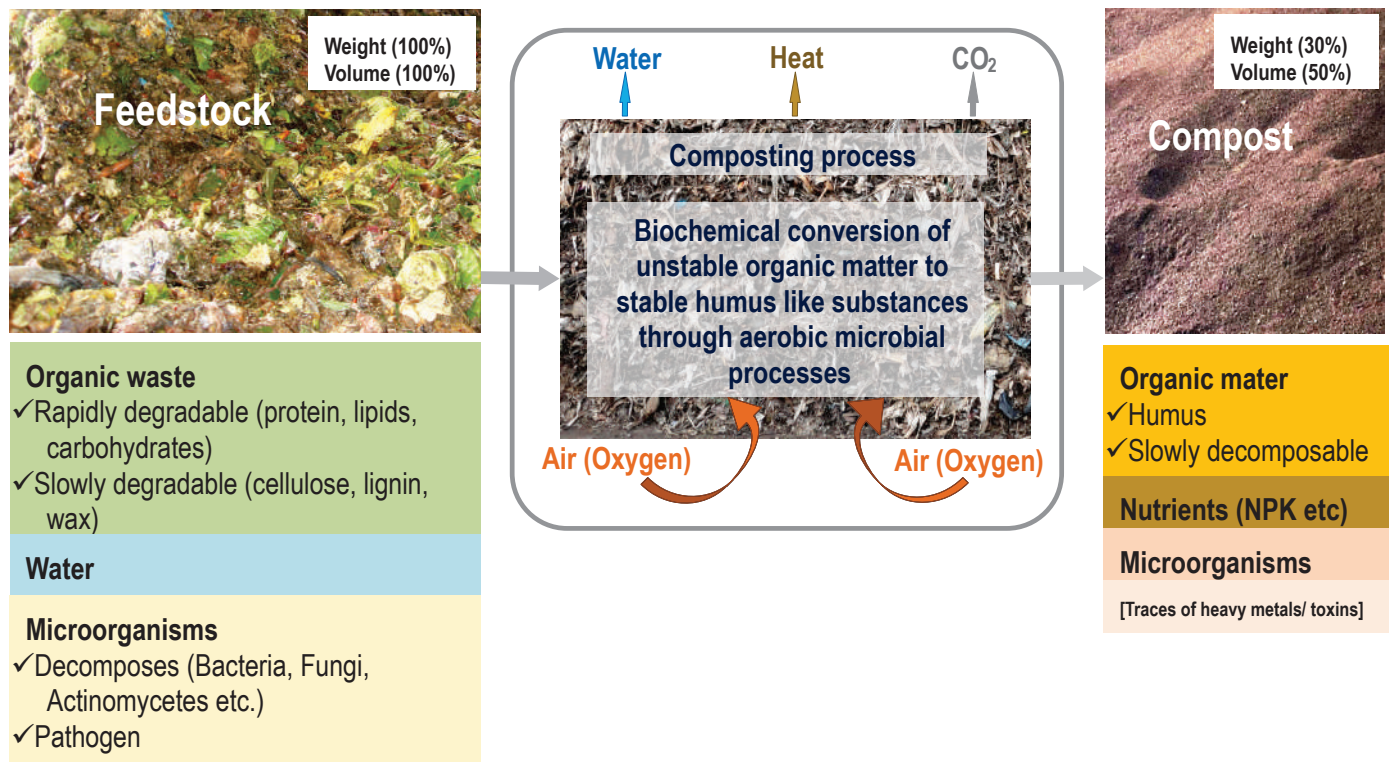 Weight (100%)
Volume (100%)
Feedstock
Organic waste
✓Rapidly degradable (protein, lipids,
carbohydrates)
✓Slowly degradable (cellulose, lignin,
wax)
Water
Microorganisms
✓Decomposes (Bacteria, Fungi,
Actinomycetes etc.)
✓Pathogen
Water
Heat
CO₂
Composting process
Biochemical conversion of
unstable organic matter to
stable humus like substances
through aerobic microbial
processes
Air (Oxygen)
Air (Oxygen)
Weight (30%)
Volume (50%)
Compost
Organic mater
✓Humus
✓Slowly decomposable
Nutrients (NPK etc)
Microorganisms
[Traces of heavy metals/ toxins]